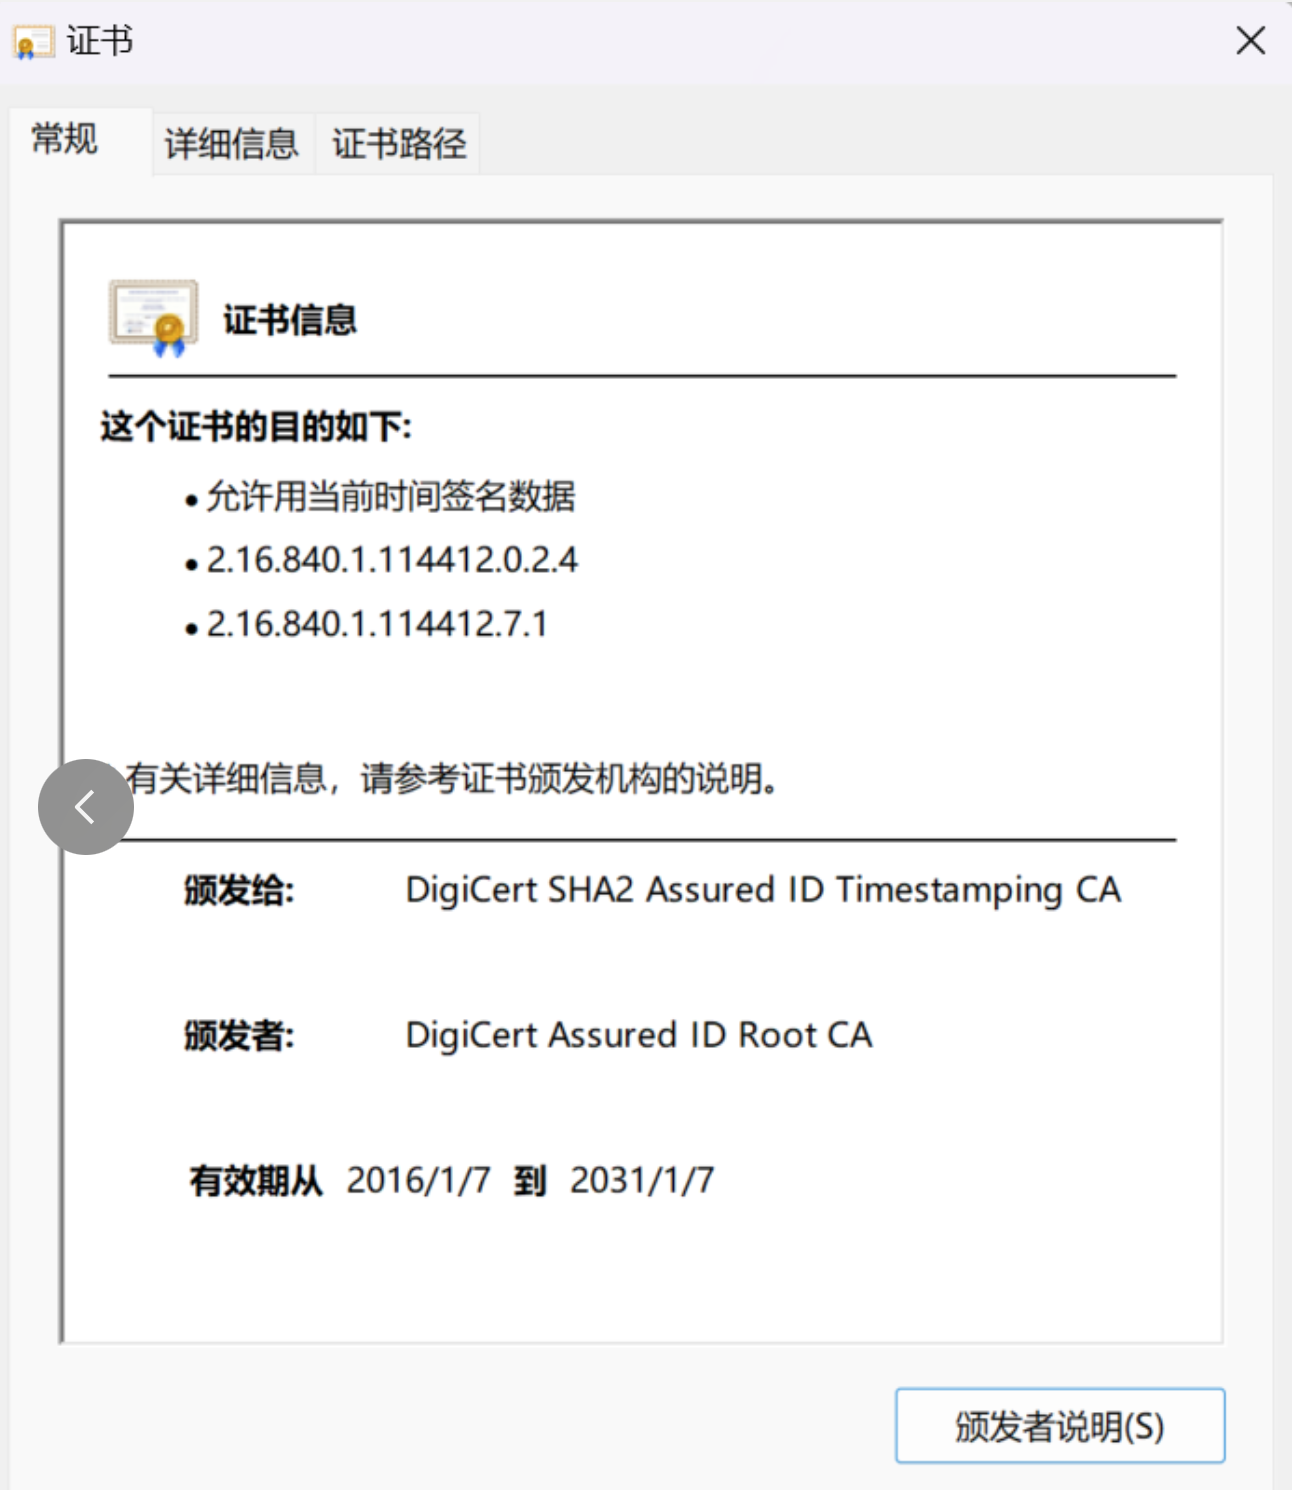 证书
常规 详细信息 证书路径
证书信息
这个证书的目的如下:
• 允许用当前时间签名数据
• 2.16.840.1.114412.0.2.4
• 2.16.840.1.114412.7.1
有关详细信息，请参考证书颁发机构的说明。
颁发给: DigiCert SHA2 Assured ID Timestamping CA
颁发者: DigiCert Assured ID Root CA
有效期从 2016/1/7 到 2031/1/7
颁发者说明(S)